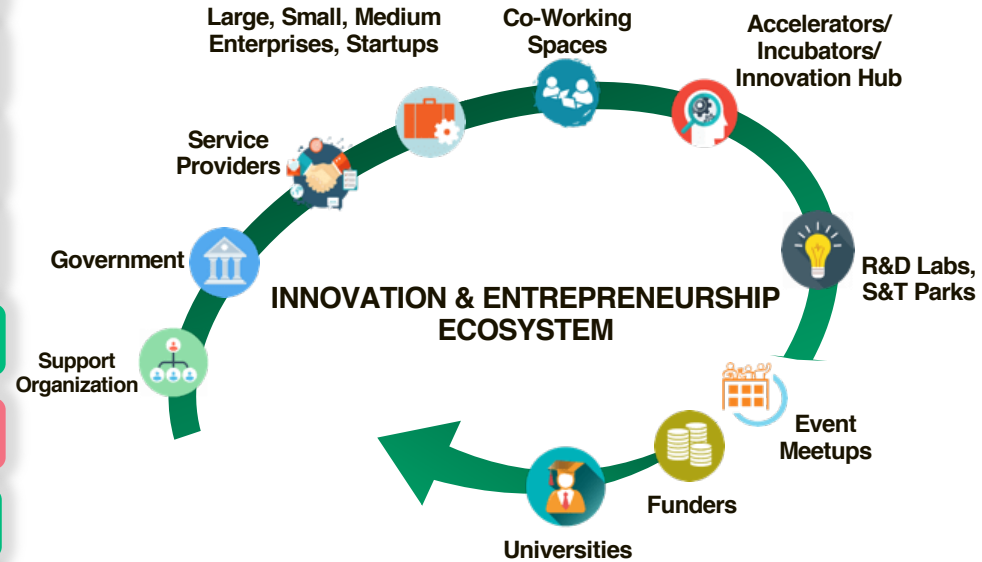 Large, Small, Medium
Enterprises, Startups
Co-Working
Spaces
Accelerators/
Incubators/
Innovation Hub
Service
Providers
Government
R&D Labs,
S&T Parks
INNOVATION & ENTREPRENEURSHIP
ECOSYSTEM
Support
Organization
Event
Meetups
Funders
Universities